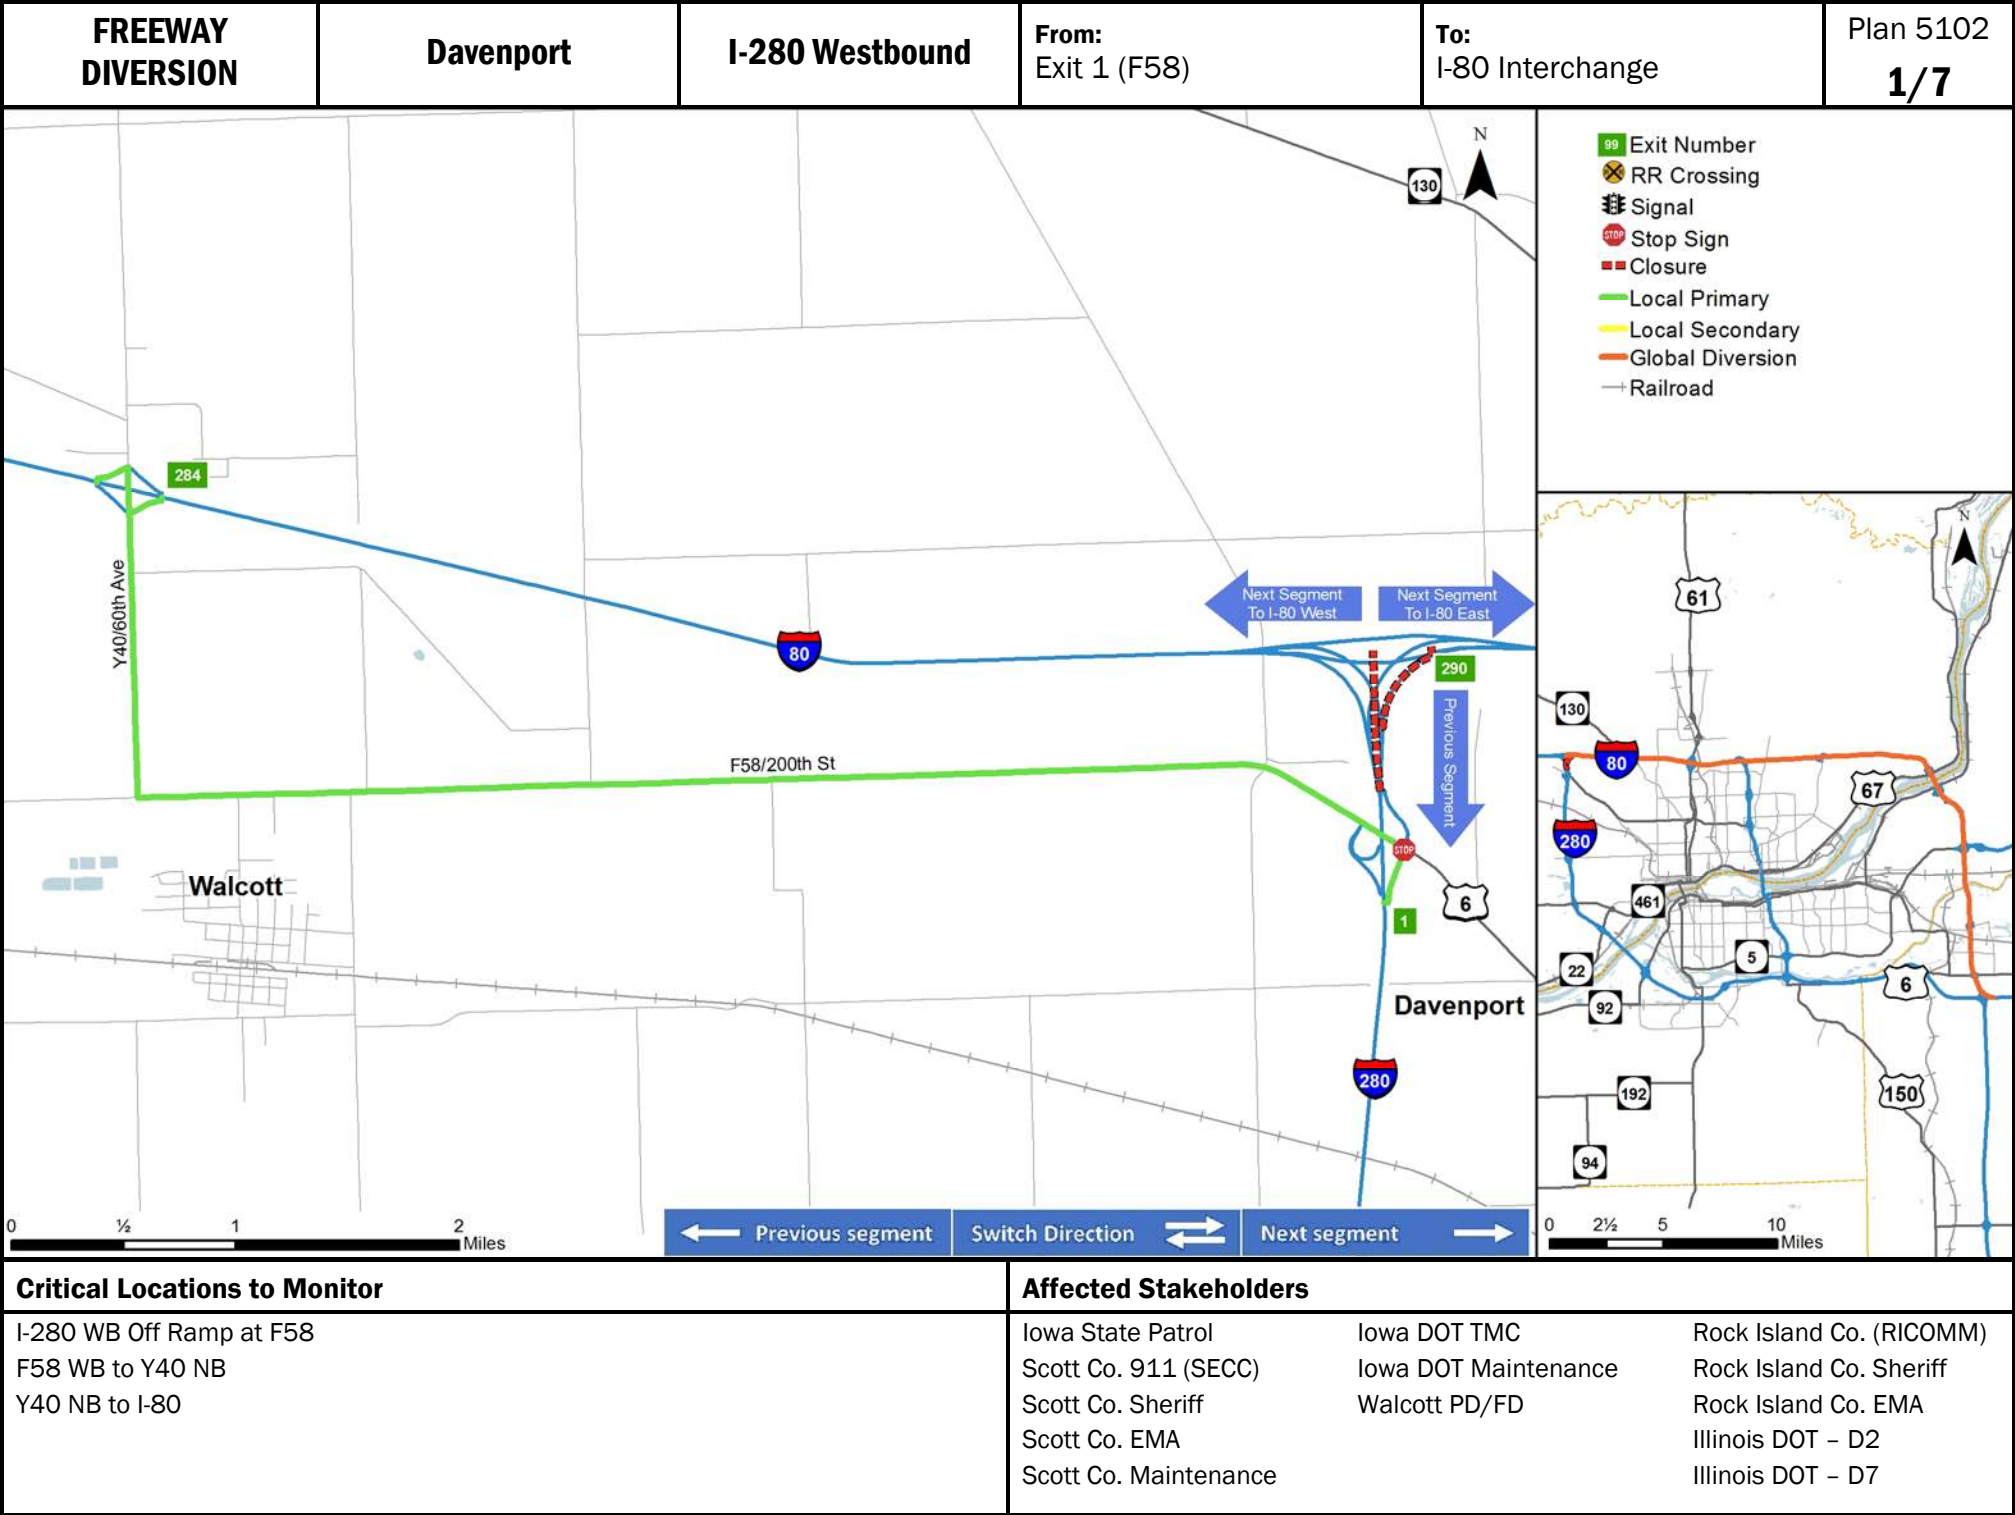 FREEWAY
DIVERSION
Davenport
I-280 Westbound
From:
Exit 1 (F58)
To:
I-80 Interchange
Plan 5102
1/7
N
130
99 Exit Number
RR Crossing
Signal
STOP Stop Sign
Closure
Local Primary
Local Secondary
Global Diversion
Railroad
284
Y40/60th Ave
80
Next Segment
To I-80 West
Next Segment
To I-80 East
290
Previous Segment
F58/200th St
STOP
6
1
Walcott
Davenport
280
0 ½ 1 2
Miles
Previous segment
Switch Direction
Next segment
N
61
130
80
67
280
461
5
22
6
92
192
150
94
0 2½ 5 10
Miles
Critical Locations to Monitor
I-280 WB Off Ramp at F58
F58 WB to Y40 NB
Y40 NB to I-80
Affected Stakeholders
Iowa State Patrol
Scott Co. 911 (SECC)
Scott Co. Sheriff
Scott Co. EMA
Scott Co. Maintenance
Iowa DOT TMC
Iowa DOT Maintenance
Walcott PD/FD
Rock Island Co. (RICOMM)
Rock Island Co. Sheriff
Rock Island Co. EMA
Illinois DOT – D2
Illinois DOT – D7